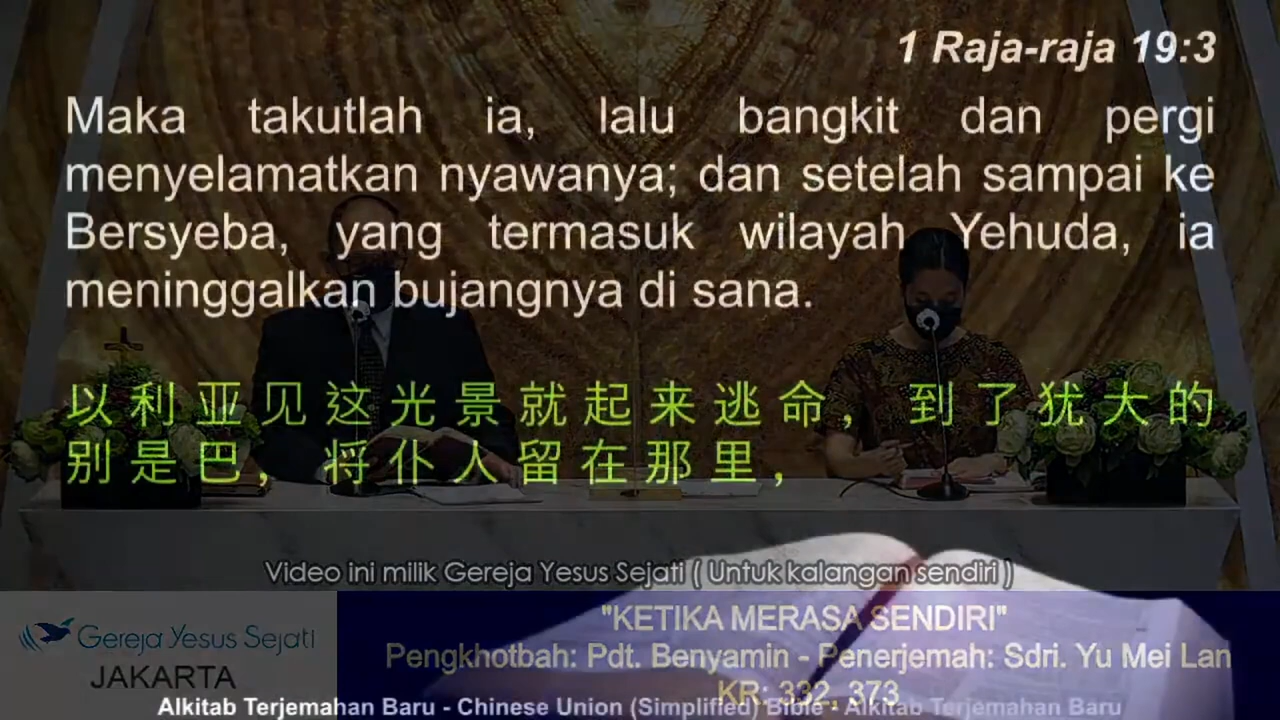 1 Raja-raja 19:3
Maka takutlah ia, lalu bangkit dan pergi
menyelamatkan nyawanya; dan setelah sampai ke
Bersyeba, yang termasuk wilayah Yehuda, ia
meninggalkan bujangnya di sana.
以利亚见这光景就起来逃命，到了犹大的
别是巴，将仆人留在那里，
Video ini milik Gereja Yesus Sejati ( Untuk kalangan sendiri )
Gereja Yesus Sejati
JAKARTA
"KETIKA MERASA SENDIRI"
Pengkhotbah: Pdt. Benyamin - Penerjemah: Sdri. Yu Mei Lan
KR: 332, 373
Alkitab Terjemahan Baru - Chinese Union (Simplified) Bible - Alkitab Terjemahan Baru